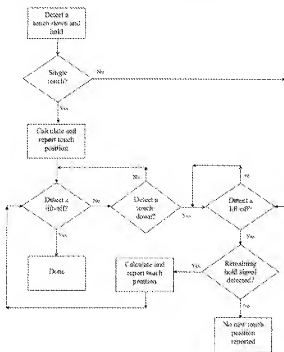 Detect a
touch down and
hold
Single
touch?
No
Yes
Calculate and
report touch
position
No
Detect a
lift-off?
No
Detect a
touch
down?
Yes
Detect a
lift-off?
Yes
Yes
Done
Calculate and
report touch
position
Yes
Remaining
hold signal
detected?
No
No new touch
position
reported